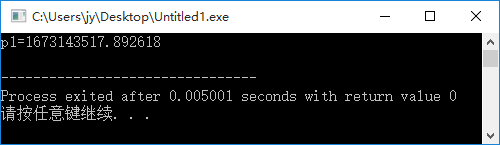 C:\Users\jy\Desktop\Untitled1.exe
p1=1673143517.892618
--------------------------------
Process exited after 0.005001 seconds with return value 0
请按任意键继续. . .